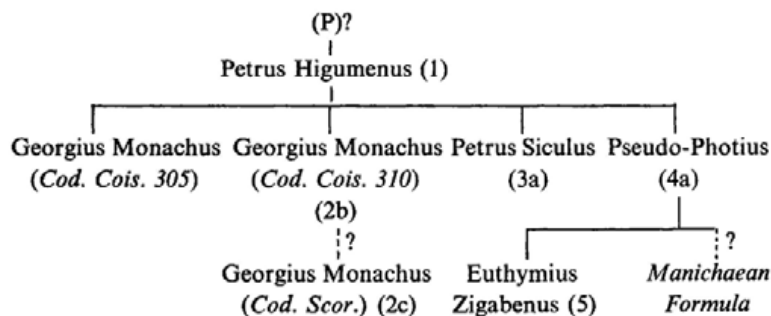 (P)?
Petrus Higumenus (1)
Georgius Monachus Georgius Monachus Petrus Siculus Pseudo-Photius
(Cod. Cois. 305) (Cod. Cois. 310) (3a) (4a)
(2b)
? ?
Georgius Monachus Euthymius Manichaean
(Cod. Scor.) (2c) Zigabenus (5) Formula